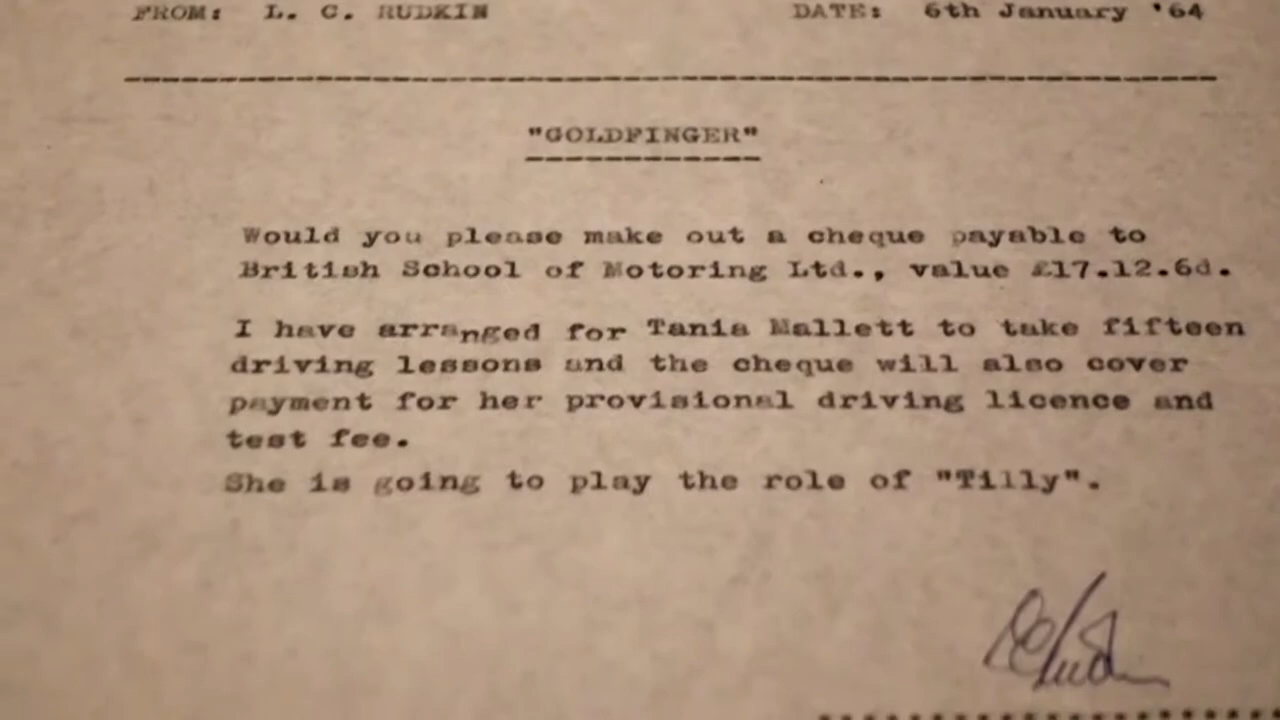 FROM: L. C. RUDKIN DATE: 6th January '64
"GOLDFINGER"
Would you please make out a cheque payable to
British School of Motoring Ltd., value £17.12.6d.
I have arranged for Tania Mallett to take fifteen
driving lessons and the cheque will also cover
payment for her provisional driving licence and
test fee.
She is going to play the role of "Tilly".